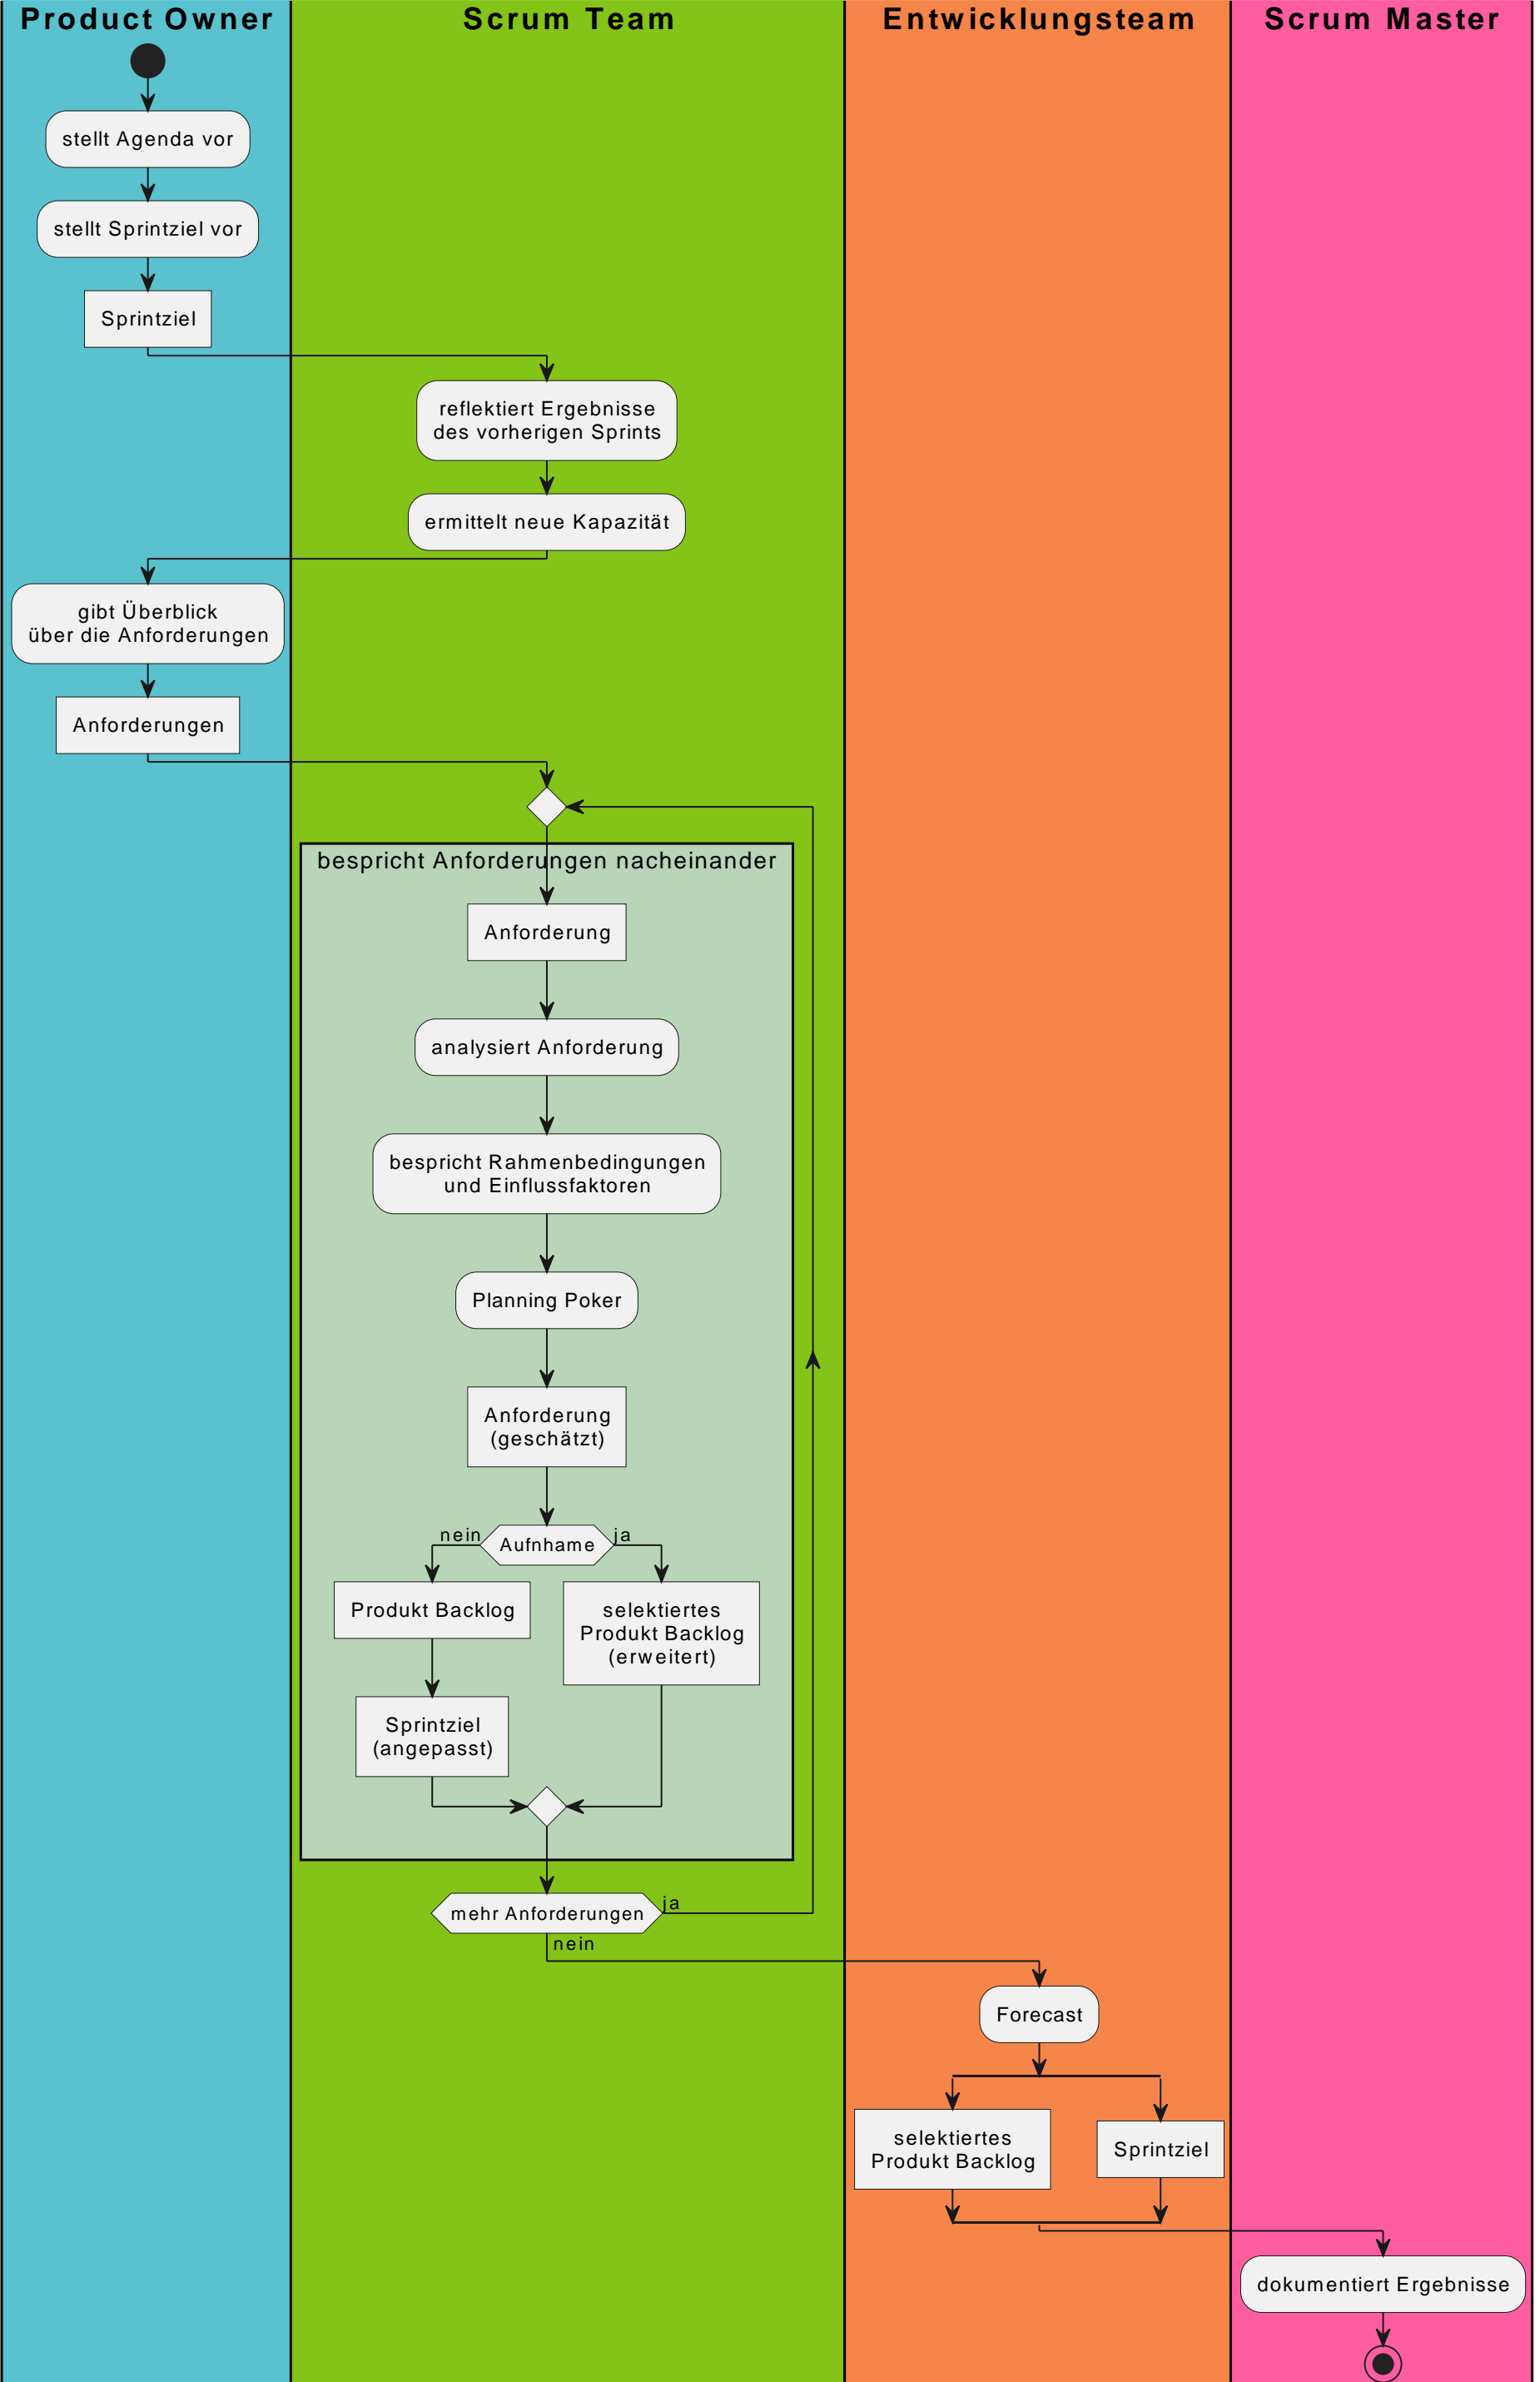 Product Owner
Scrum Team
Entwicklungsteam
Scrum Master
stellt Agenda vor
stellt Sprintziel vor
Sprintziel
reflektiert Ergebnisse
des vorherigen Sprints
ermittelt neue Kapazität
gibt Überblick
über die Anforderungen
Anforderungen
bespricht Anforderungen nacheinander
Anforderung
analysiert Anforderung
bespricht Rahmenbedingungen
und Einflussfaktoren
Planning Poker
Anforderung
(geschätzt)
nein
Aufnhame
ja
Produkt Backlog
selektiertes
Produkt Backlog
(erweitert)
Sprintziel
(angepasst)
mehr Anforderungen
ja
nein
Forecast
selektiertes
Produkt Backlog
Sprintziel
dokumentiert Ergebnisse